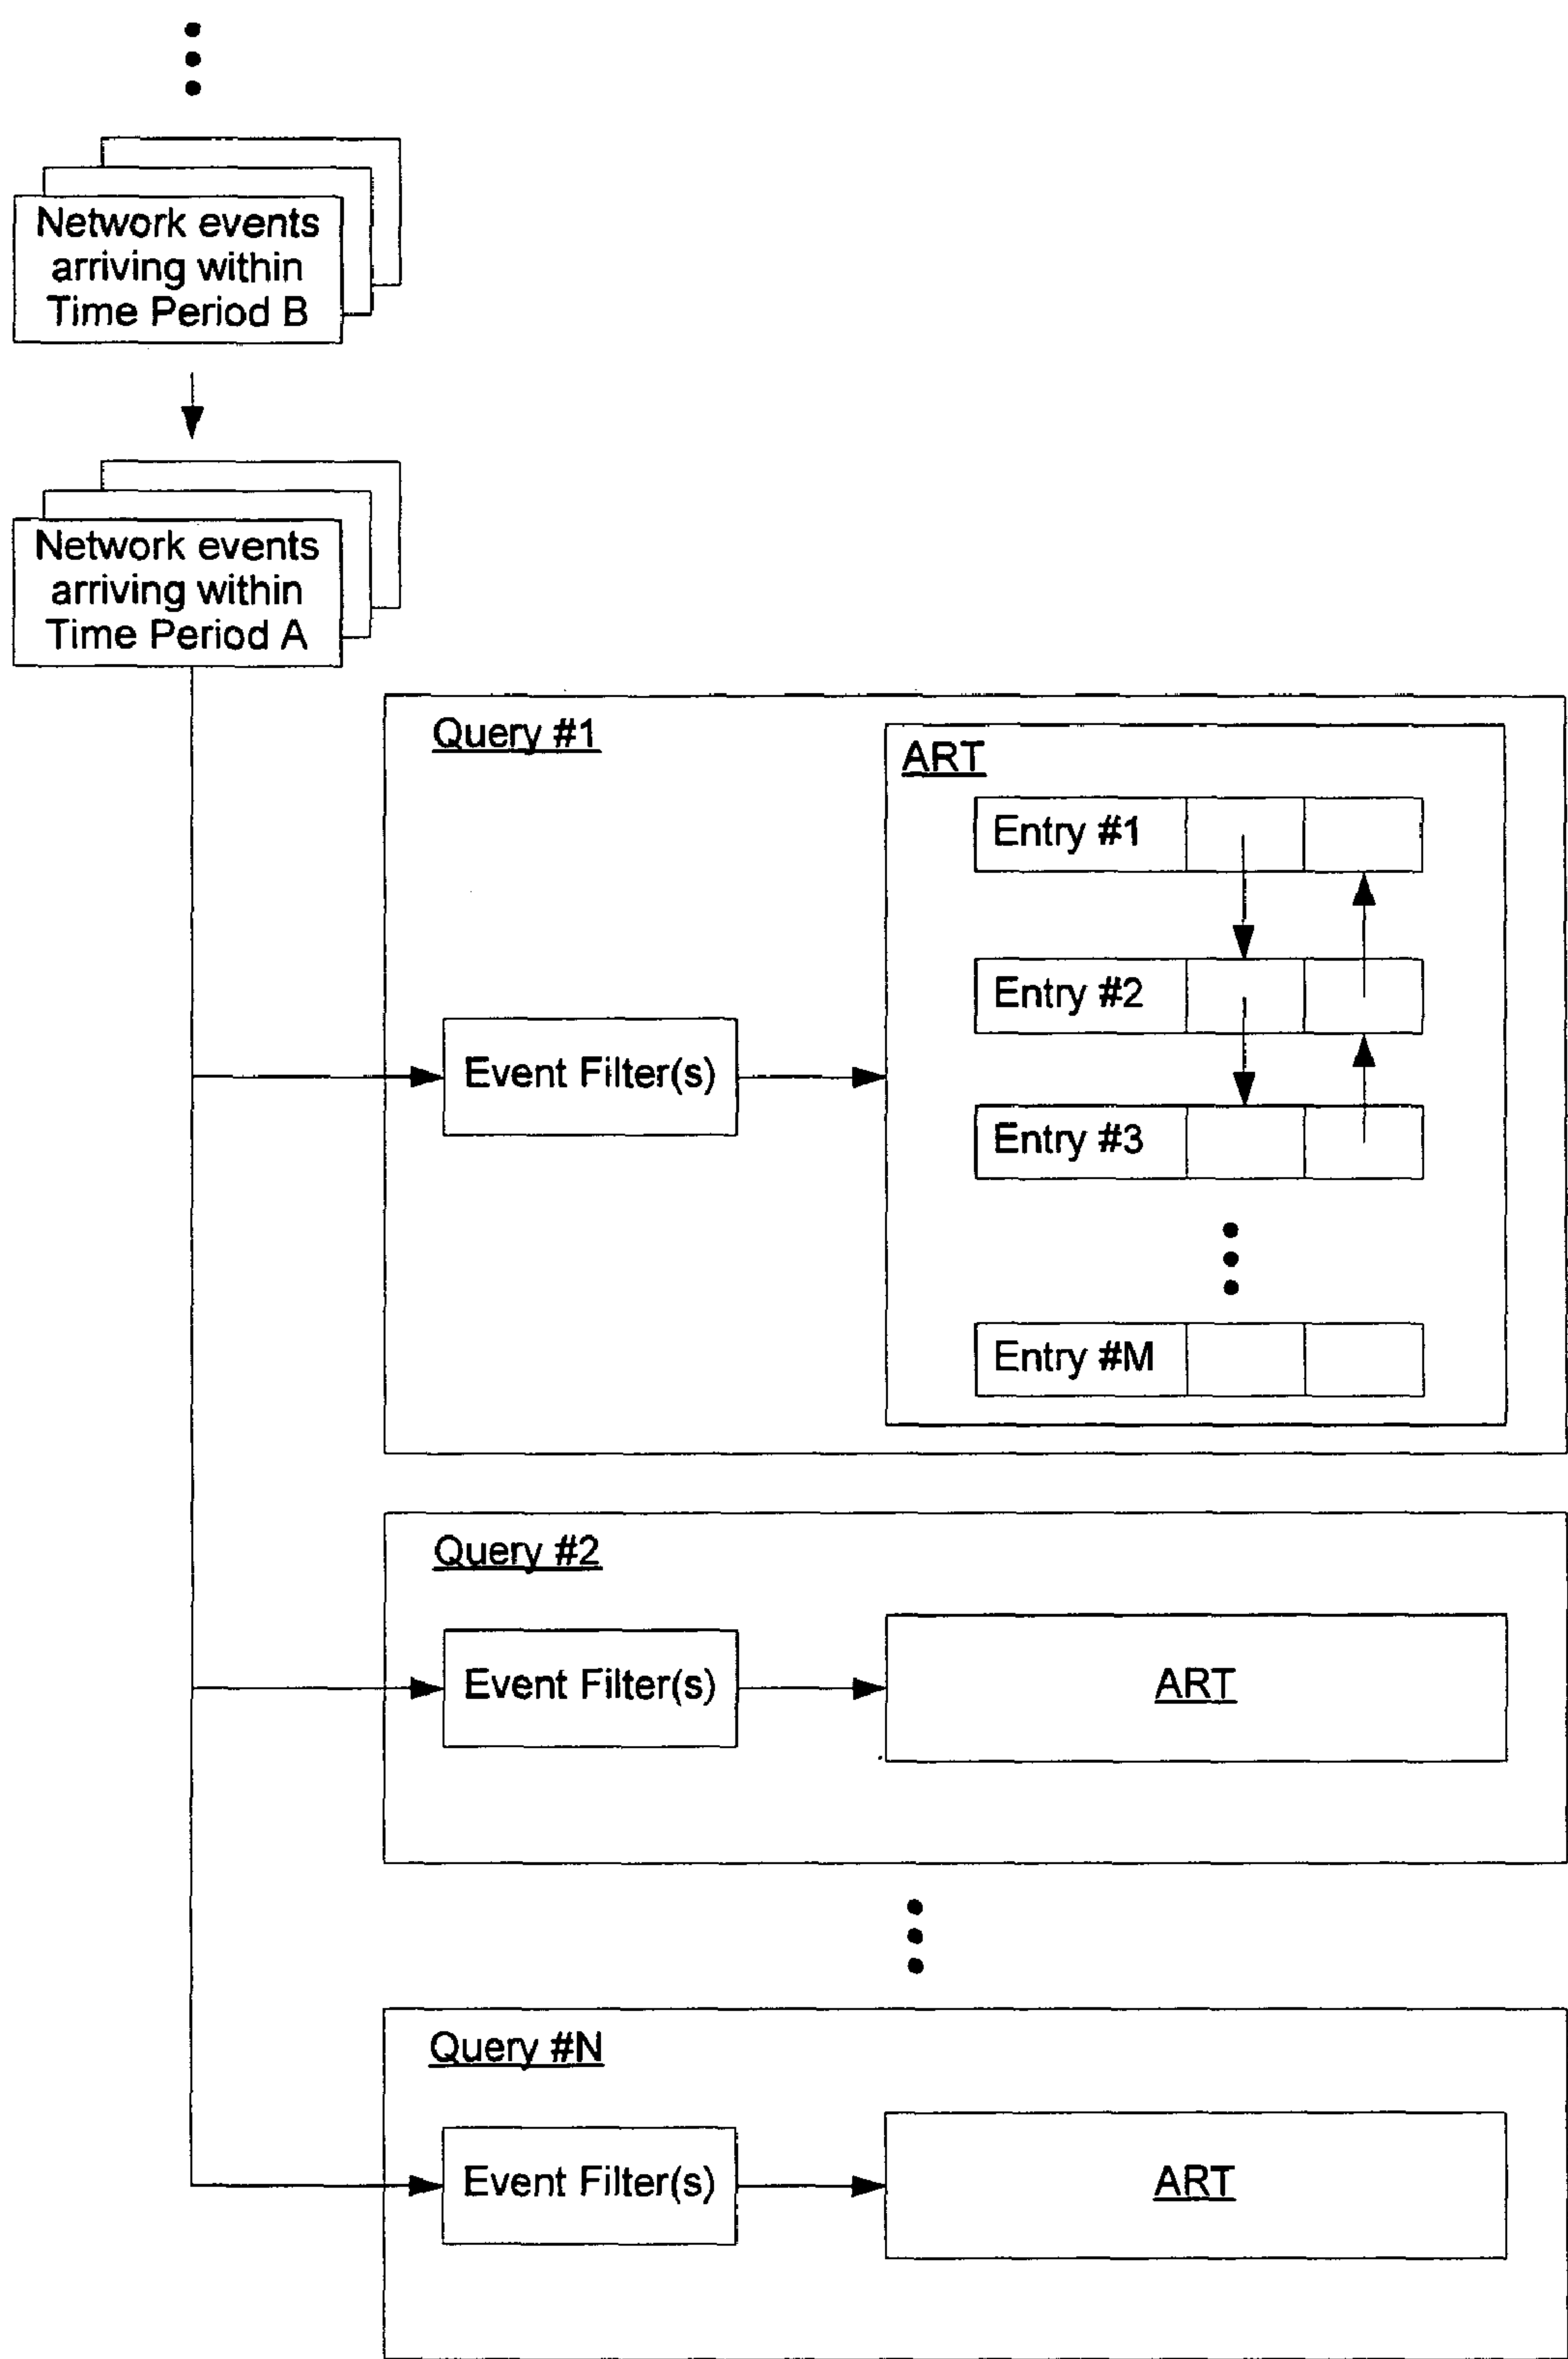 Network events
arriving within
Time Period B
Network events
arriving within
Time Period A
Query #1
ART
Entry #1
Entry #2
Event Filter(s)
Entry #3
Entry #M
Query #2
Event Filter(s)
ART
Query #N
Event Filter(s)
ART